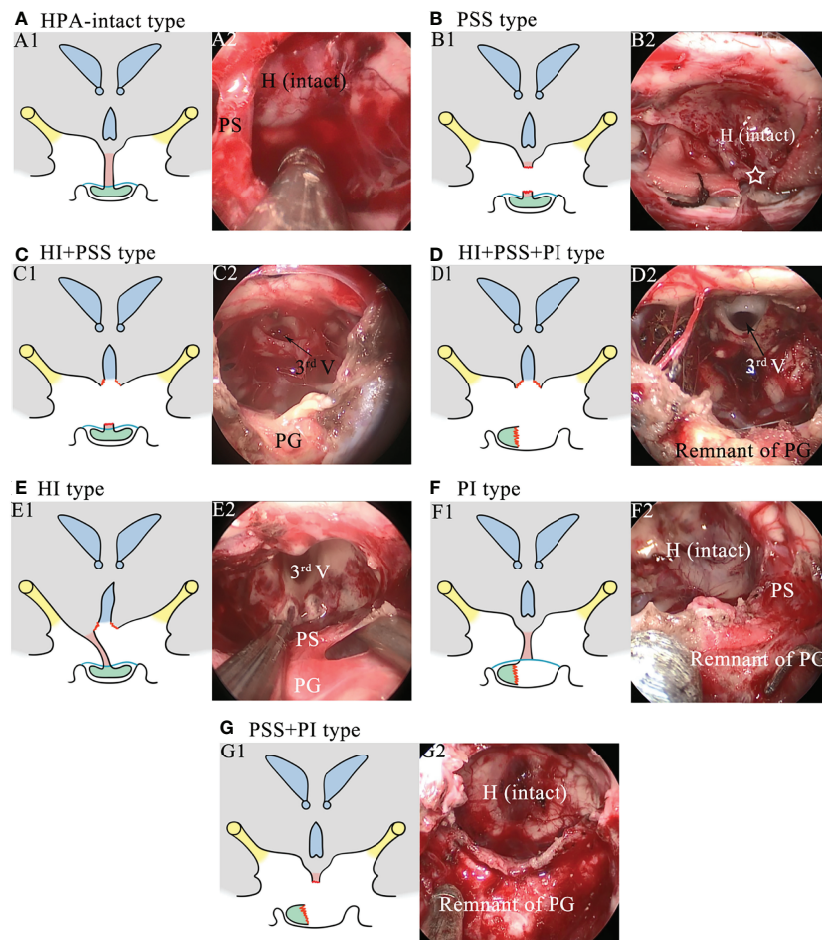 A HPA-intact type
A1
A2
H (intact)
PS
B PSS type
B1
B2
H (intact)
C HI+PSS type
C1
C2
3rd V
PG
D HI+PSS+PI type
D1
D2
3rd V
Remnant of PG
E HI type
E1
E2
3rd V
PS
PG
F PI type
F1
F2
H (intact)
PS
Remnant of PG
G PSS+PI type
G1
G2
H (intact)
Remnant of PG